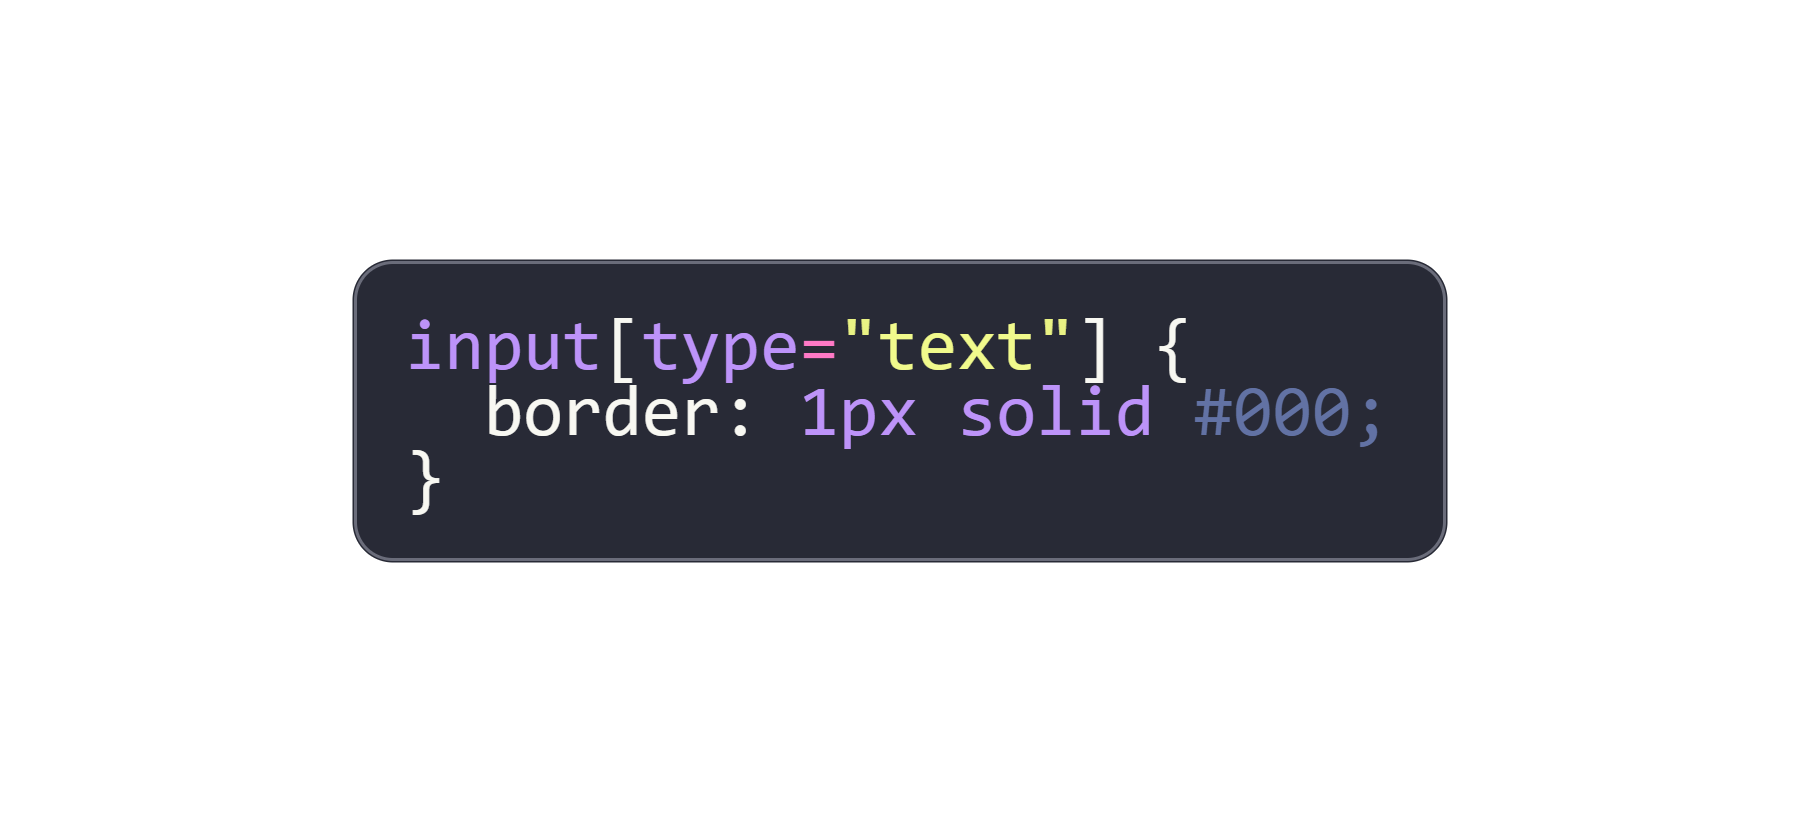 input[type="text"] {
  border: 1px solid #000;
}